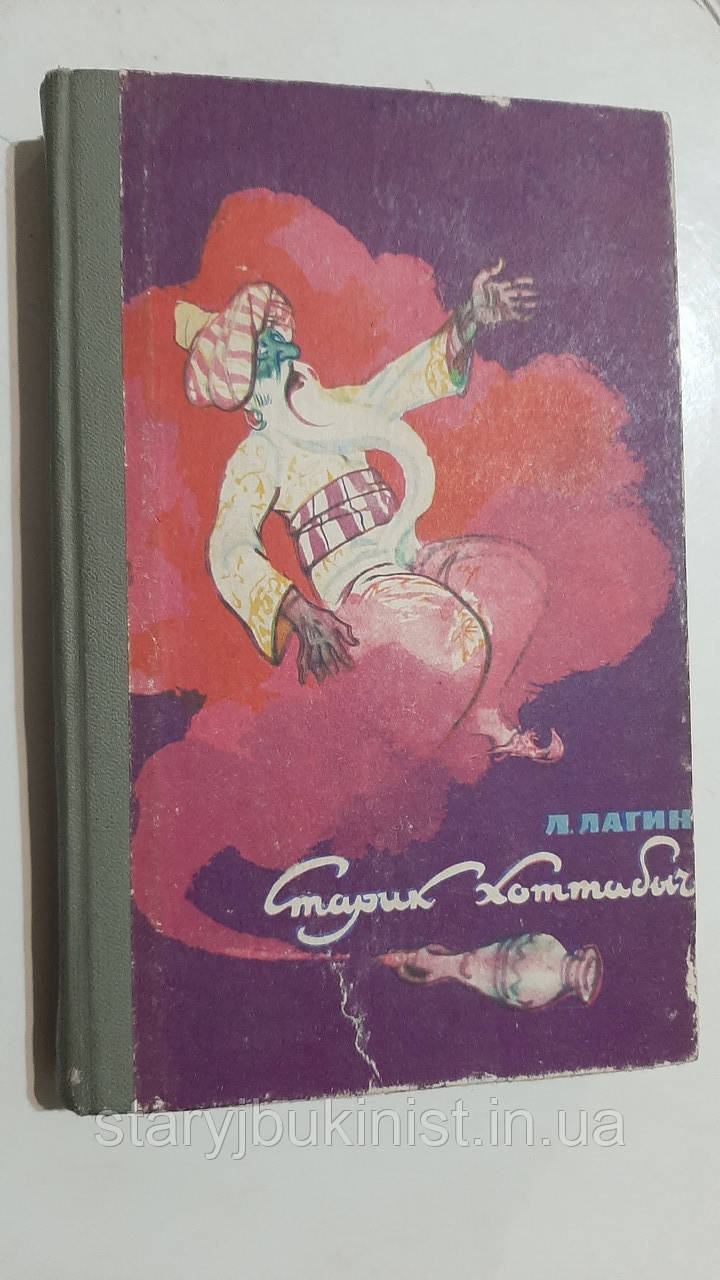 Л. ЛАГИН
Старик Хоттабыч
staryjbukinist.in.ua